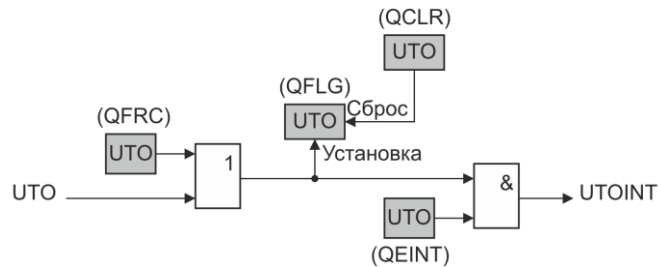 (QCLR)
UTO
(QFLG)
UTO
Сброс
(QFRC)
UTO
Установка
1
UTO
&
UTOINT
UTO
(QEINT)